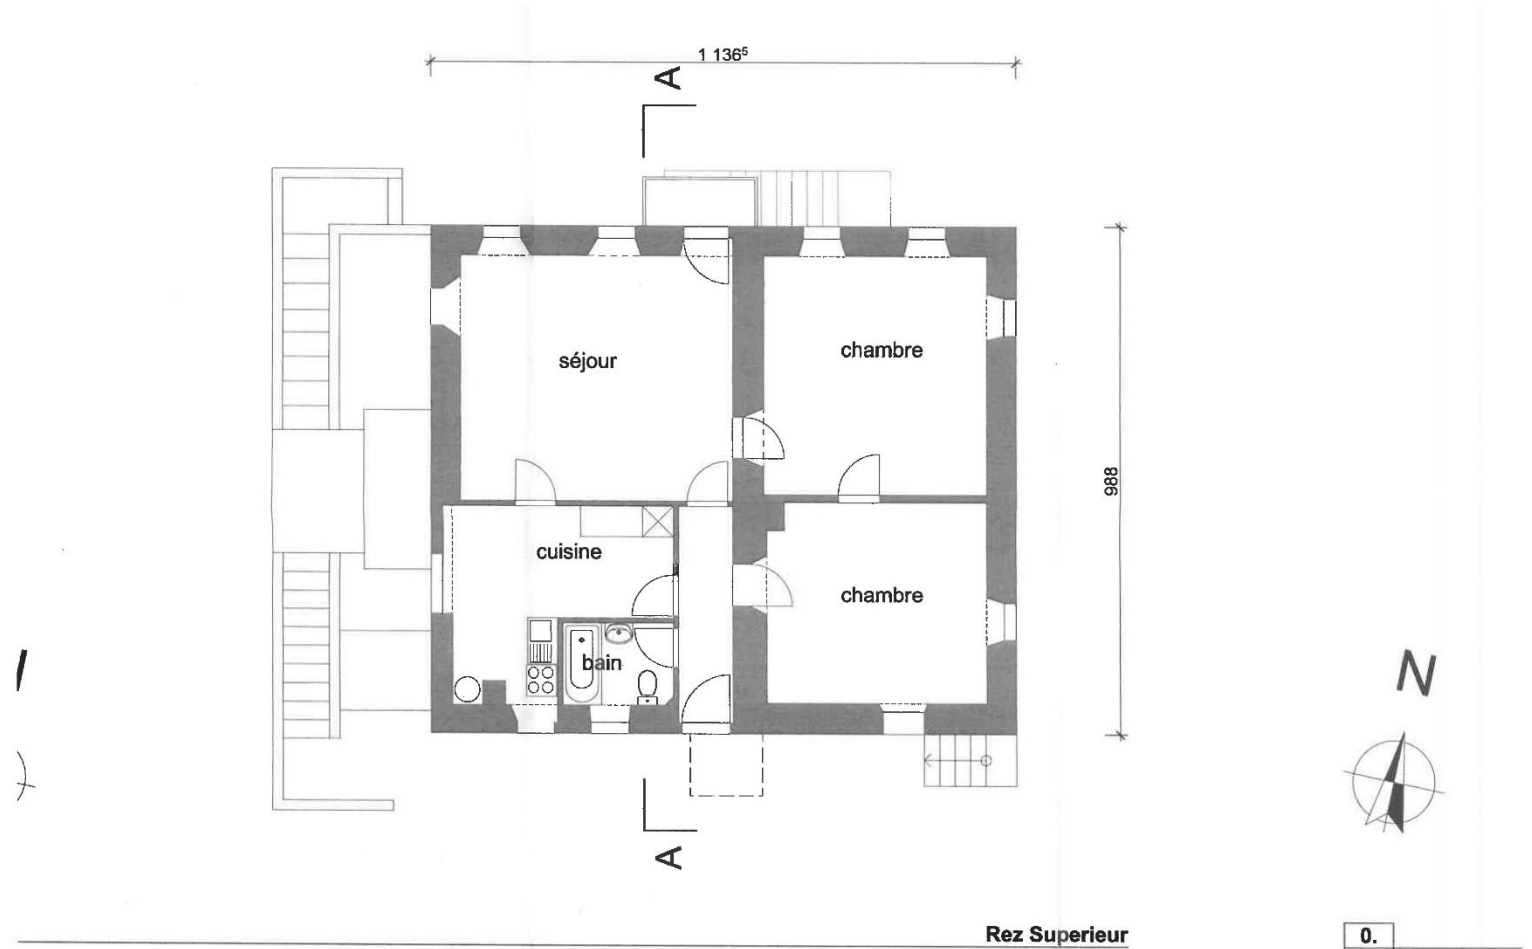 1 136⁵
A
séjour
chambre
988
cuisine
chambre
bain
N
A
Rez Superieur
0.